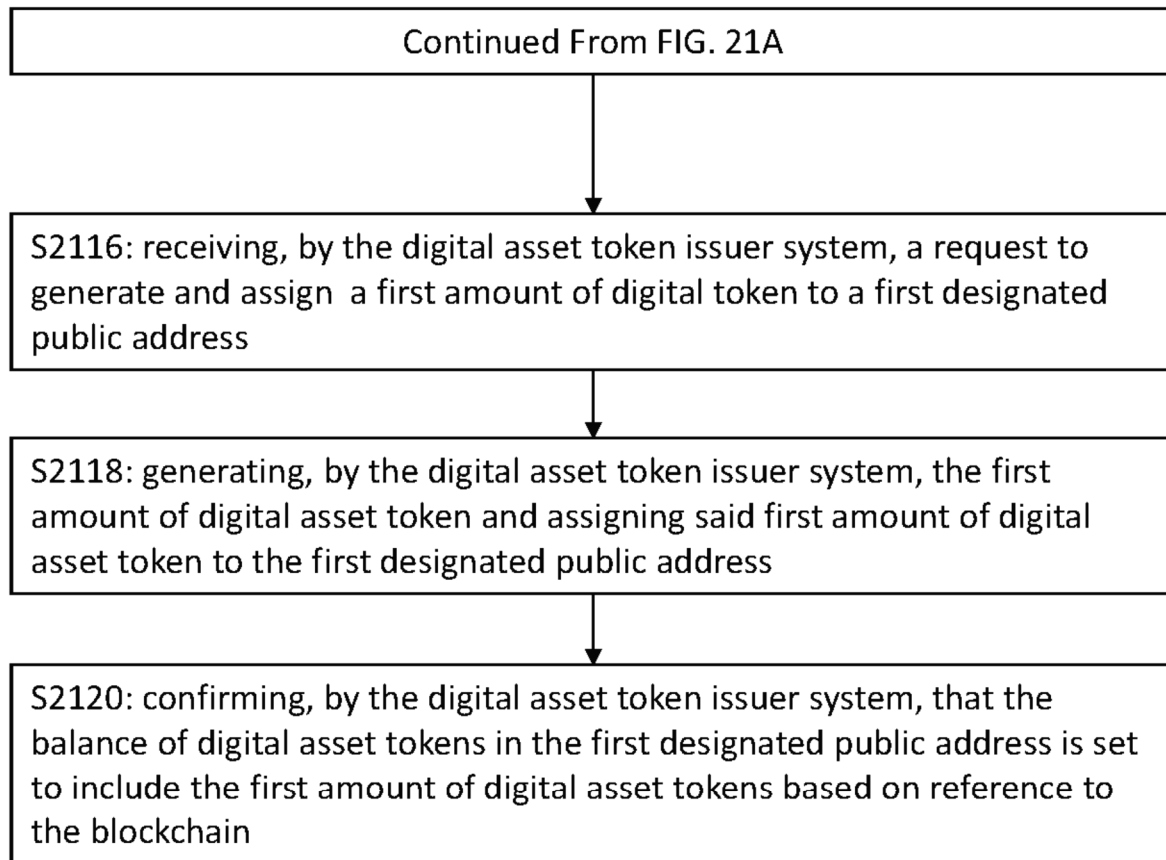 Continued From FIG. 21A
S2116: receiving, by the digital asset token issuer system, a request to
generate and assign  a first amount of digital token to a first designated
public address
S2118: generating, by the digital asset token issuer system, the first
amount of digital asset token and assigning said first amount of digital
asset token to the first designated public address
S2120: confirming, by the digital asset token issuer system, that the
balance of digital asset tokens in the first designated public address is set
to include the first amount of digital asset tokens based on reference to
the blockchain